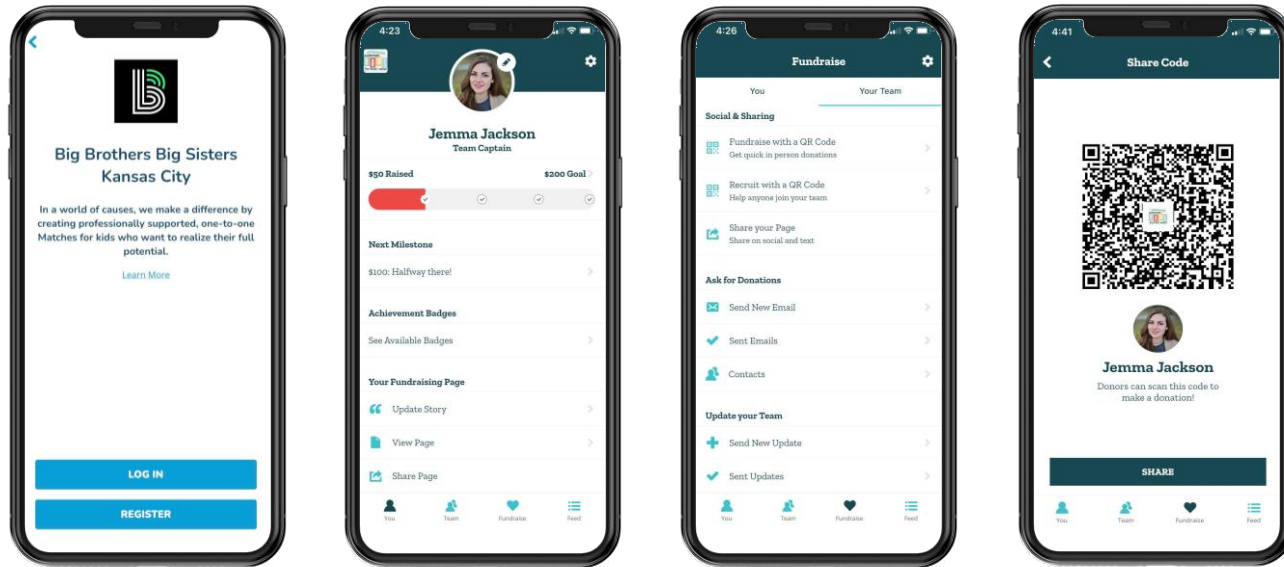 Big Brothers Big Sisters
Kansas City
In a world of causes, we make a difference by
creating professionally supported, one-to-one
Matches for kids who want to realize their full
potential.
Learn More
LOG IN
REGISTER
4:23
Jemma Jackson
Team Captain
$50 Raised
$200 Goal
Next Milestone
$100: Halfway there!
Achievement Badges
See Available Badges
Your Fundraising Page
Update Story
View Page
Share Page
You
Team
Fundraise
Feed
4:26
Fundraise
You
Your Team
Social & Sharing
Fundraise with a QR Code
Get quick in person donations
Recruit with a QR Code
Help anyone join your team
Share your Page
Share on social and text
Ask for Donations
Send New Email
Sent Emails
Contacts
Update your Team
Send New Update
Sent Updates
You
Team
Fundraise
Feed
4:41
Share Code
Jemma Jackson
Donors can scan this code to
make a donation!
SHARE
You
Team
Fundraise
Feed